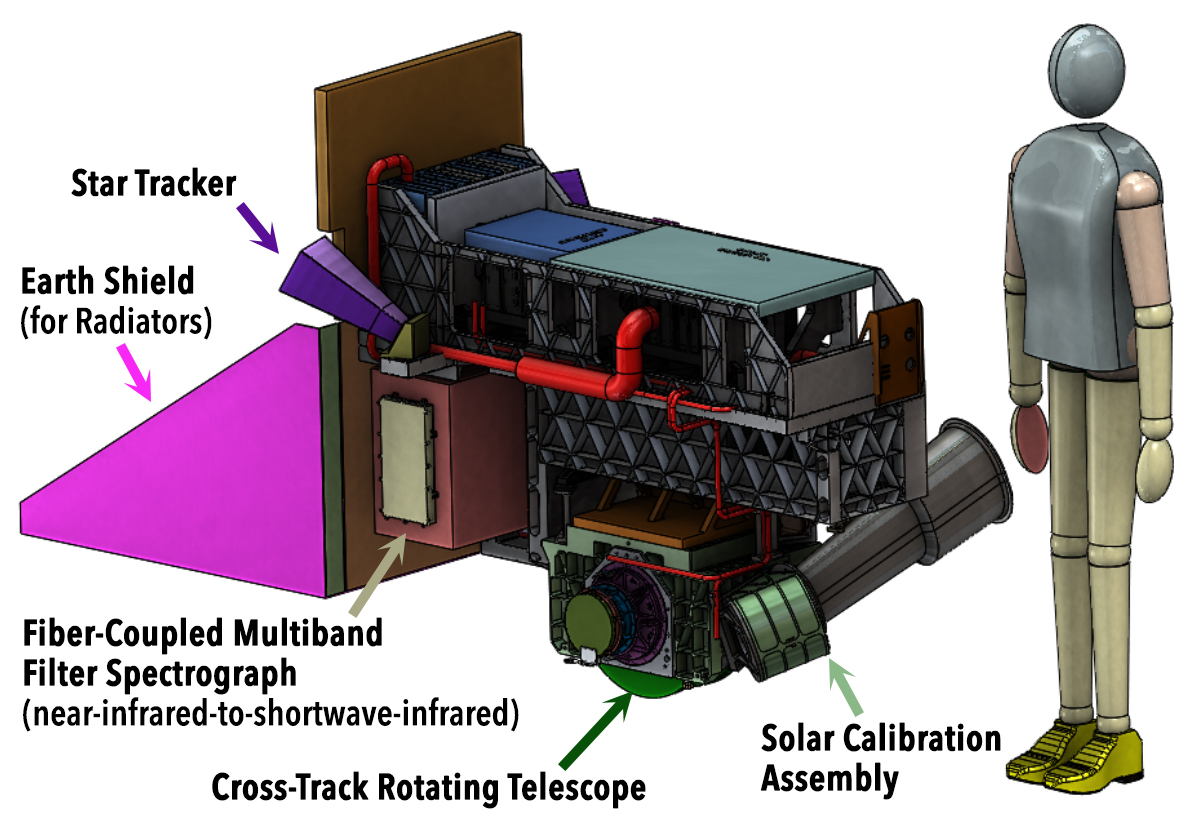 Star Tracker
Earth Shield
(for Radiators)
Fiber-Coupled Multiband
Filter Spectrograph
(near-infrared-to-shortwave-infrared)
Cross-Track Rotating Telescope
Solar Calibration
Assembly